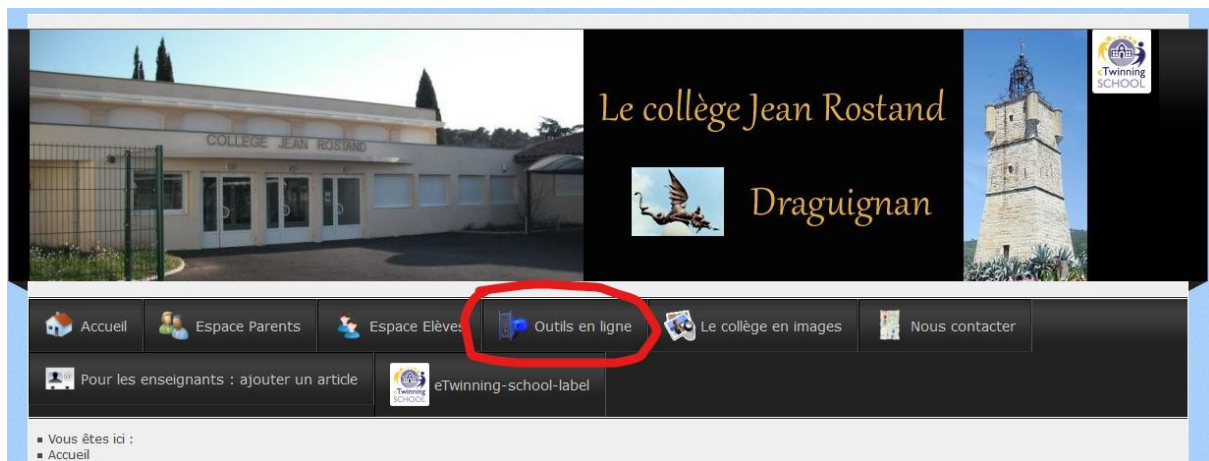 COLLEGE JEAN ROSTAND
Le collège Jean Rostand
Draguignan
eTwinning
SCHOOL
Accueil
Espace Parents
Espace Elèves
Outils en ligne
Le collège en images
Nous contacter
Pour les enseignants : ajouter un article
eTwinning
SCHOOL
eTwinning-school-label
Vous êtes ici :
Accueil